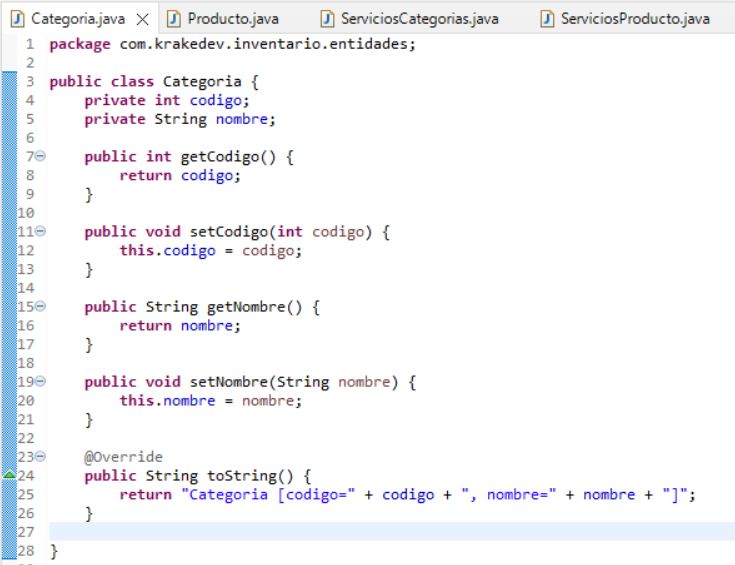 Categoria.java Producto.java ServiciosCategorias.java ServiciosProducto.java
1 package com.krakedev.inventario.entidades;
2
3 public class Categoria {
4 private int codigo;
5 private String nombre;
6
7 public int getCodigo() {
8 return codigo;
9 }
10
11 public void setCodigo(int codigo) {
12 this.codigo = codigo;
13 }
14
15 public String getNombre() {
16 return nombre;
17 }
18
19 public void setNombre(String nombre) {
20 this.nombre = nombre;
21 }
22
23 @Override
24 public String toString() {
25 return "Categoria [codigo=" + codigo + ", nombre=" + nombre + "]";
26 }
27
28 }